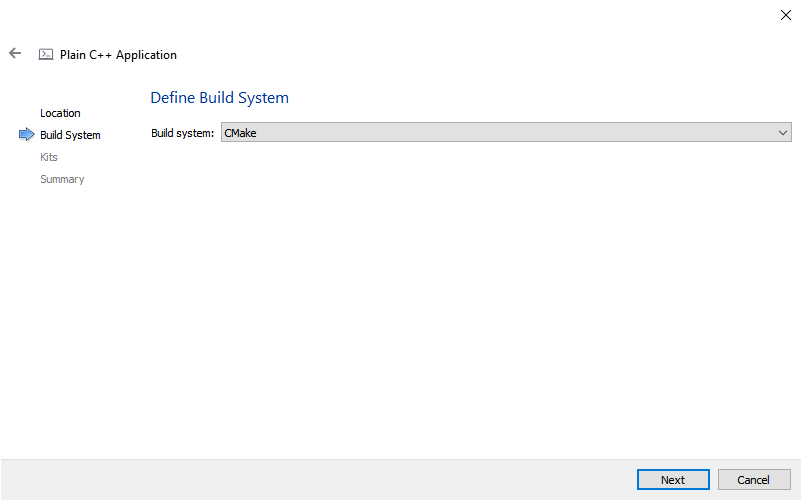 Plain C++ Application
Define Build System
Location
Build System
Kits
Summary
Build system: CMake
Next Cancel